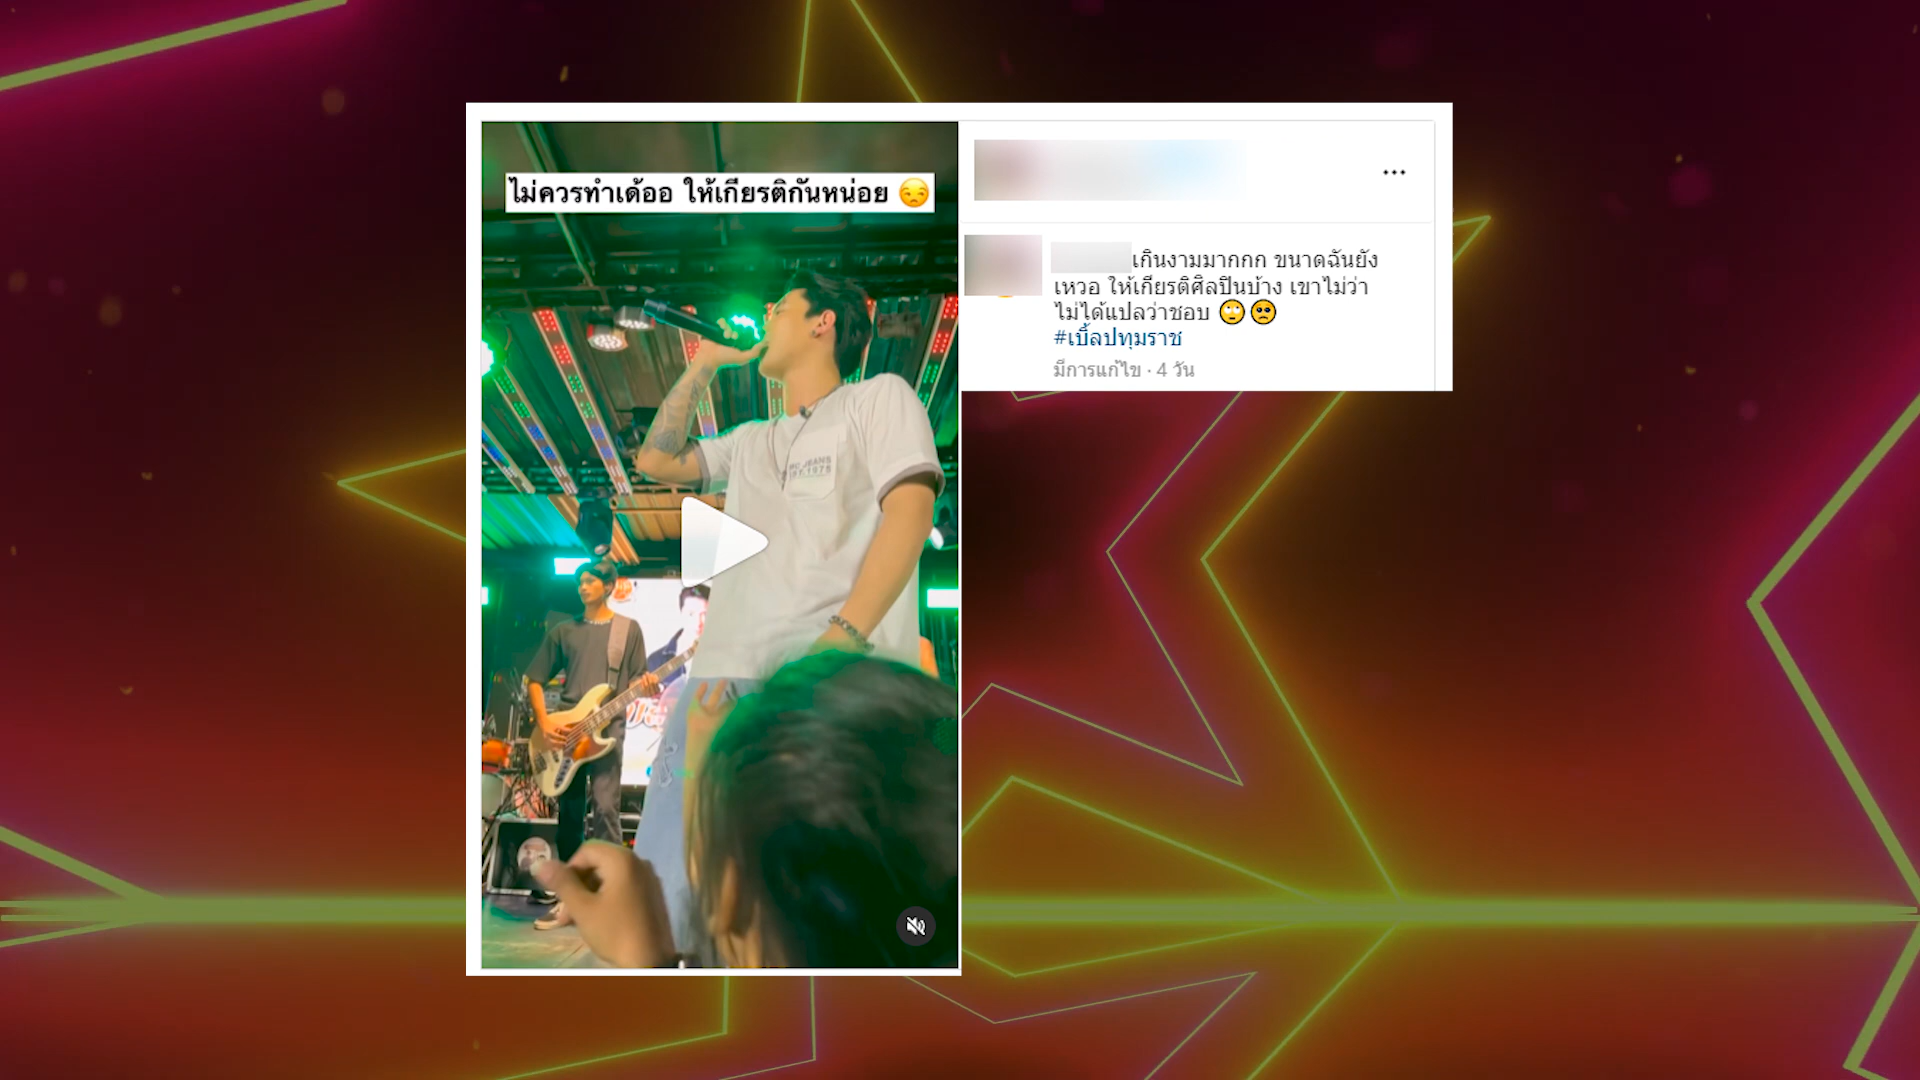 ไม่ควรทำเด้ออ ให้เกียรติกันหน่อย 😒
เกินงามมากกก ขนาดฉันยัง
เหวอ ให้เกียรติศิลปินบ้าง เขาไม่ว่า
ไม่ได้แปลว่าชอบ 🙄🥺
#เบิ้ลปทุมราช
มีการแก้ไข · 4 วัน
JEANS
1975